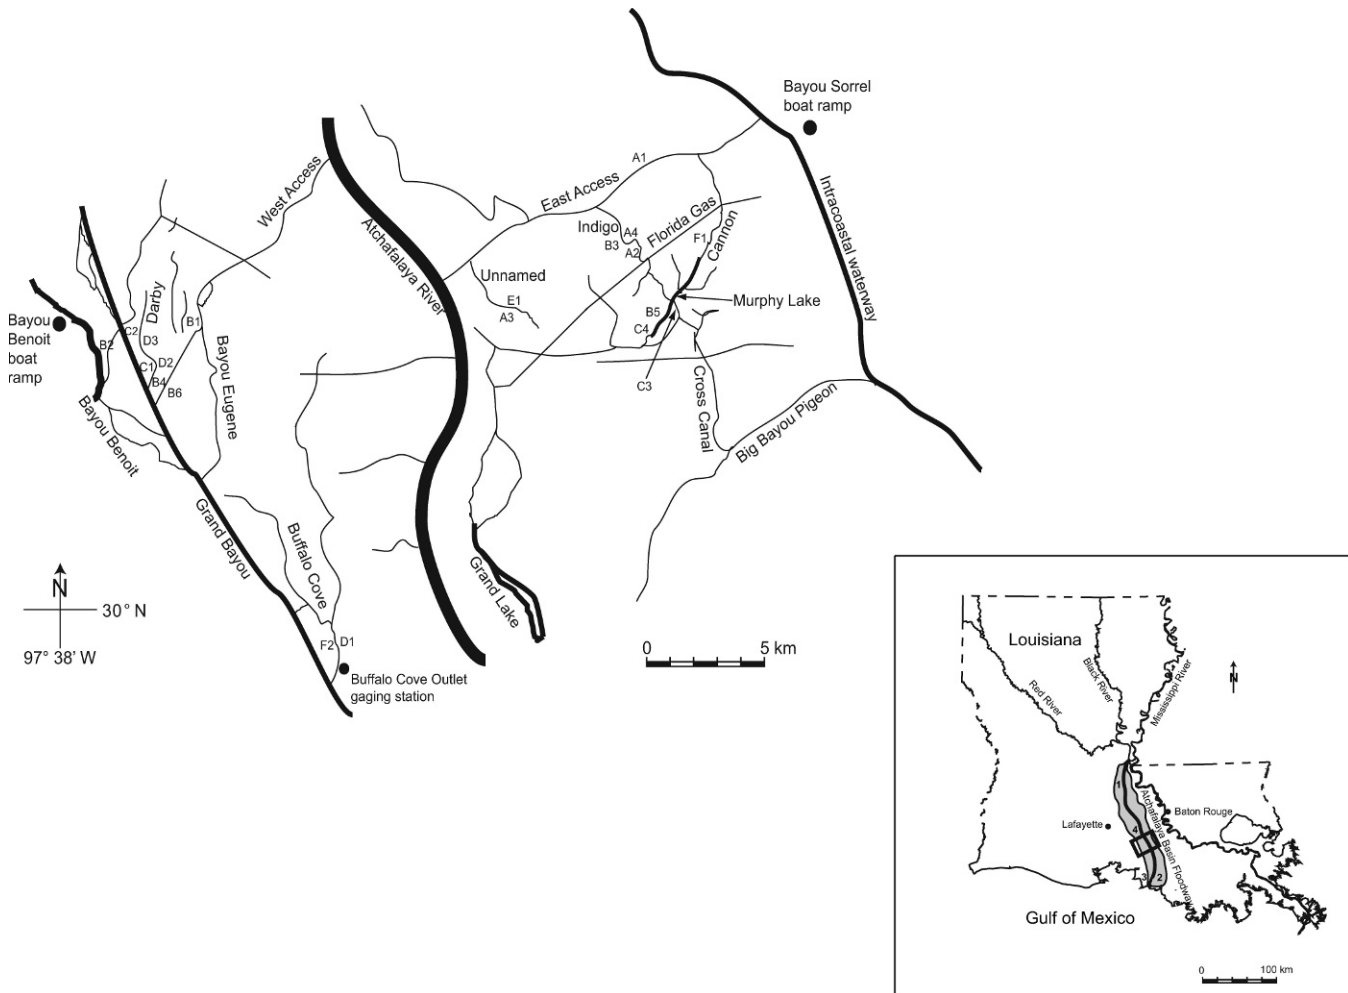 Bayou Sorrel
boat ramp
A1
West Access
East Access
Intracoastal waterway
Atchafalaya River
Indigo
A4
B3
A2
Florida Gas
F1
Cannon
Unnamed
E1
A3
Murphy Lake
B5
C4
C3
Darby
B1
Bayou
Benoit
boat
ramp
C2
B2
D3
D2
C1
B4
B6
Bayou Eugene
Bayou Benoit
Cross Canal
Big Bayou Pigeon
Grand Bayou
Buffalo Cove
Grand Lake
N
30° N
97° 38' W
F2
D1
Buffalo Cove Outlet
gaging station
0
5 km
Louisiana
Red River
Black River
Mississippi River
N
1
Atchafalaya Basin Floodway
Baton Rouge
Lafayette
4
3
2
Gulf of Mexico
0
100 km